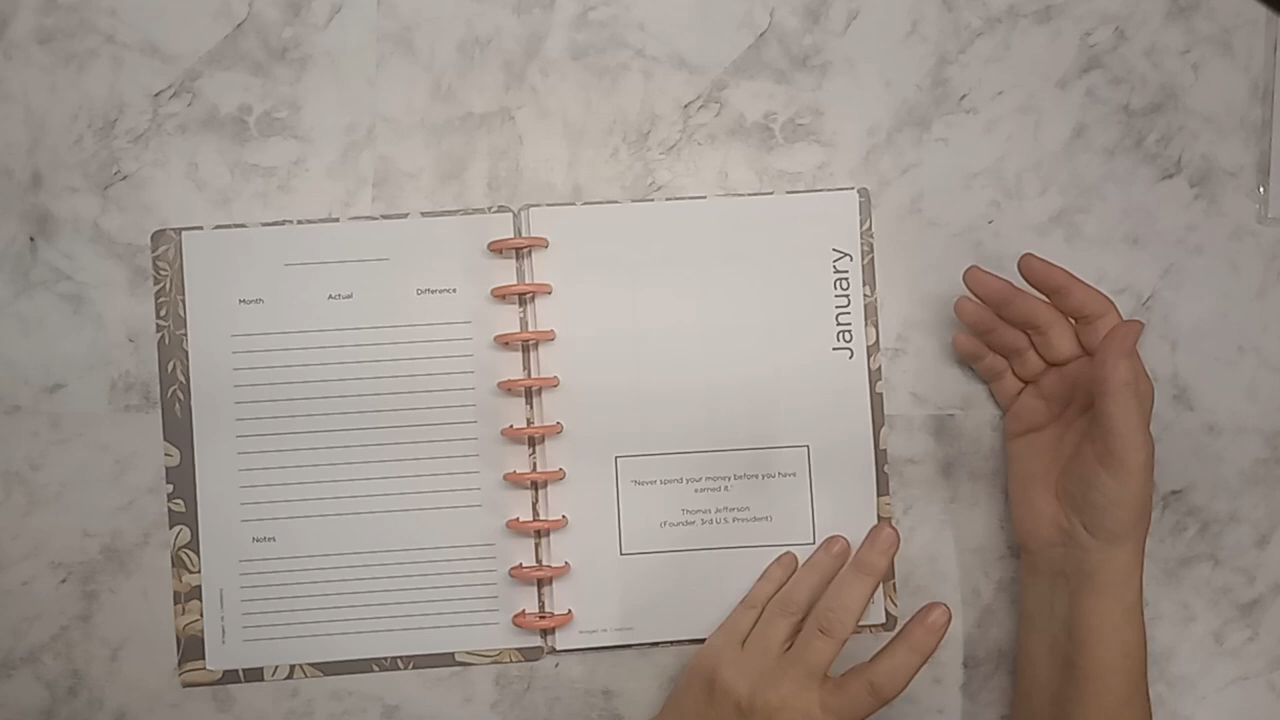 Month Actual Difference
Notes
January
"Never spend your money before you have
earned it."
Thomas Jefferson
(Founder, 3rd U.S. President)